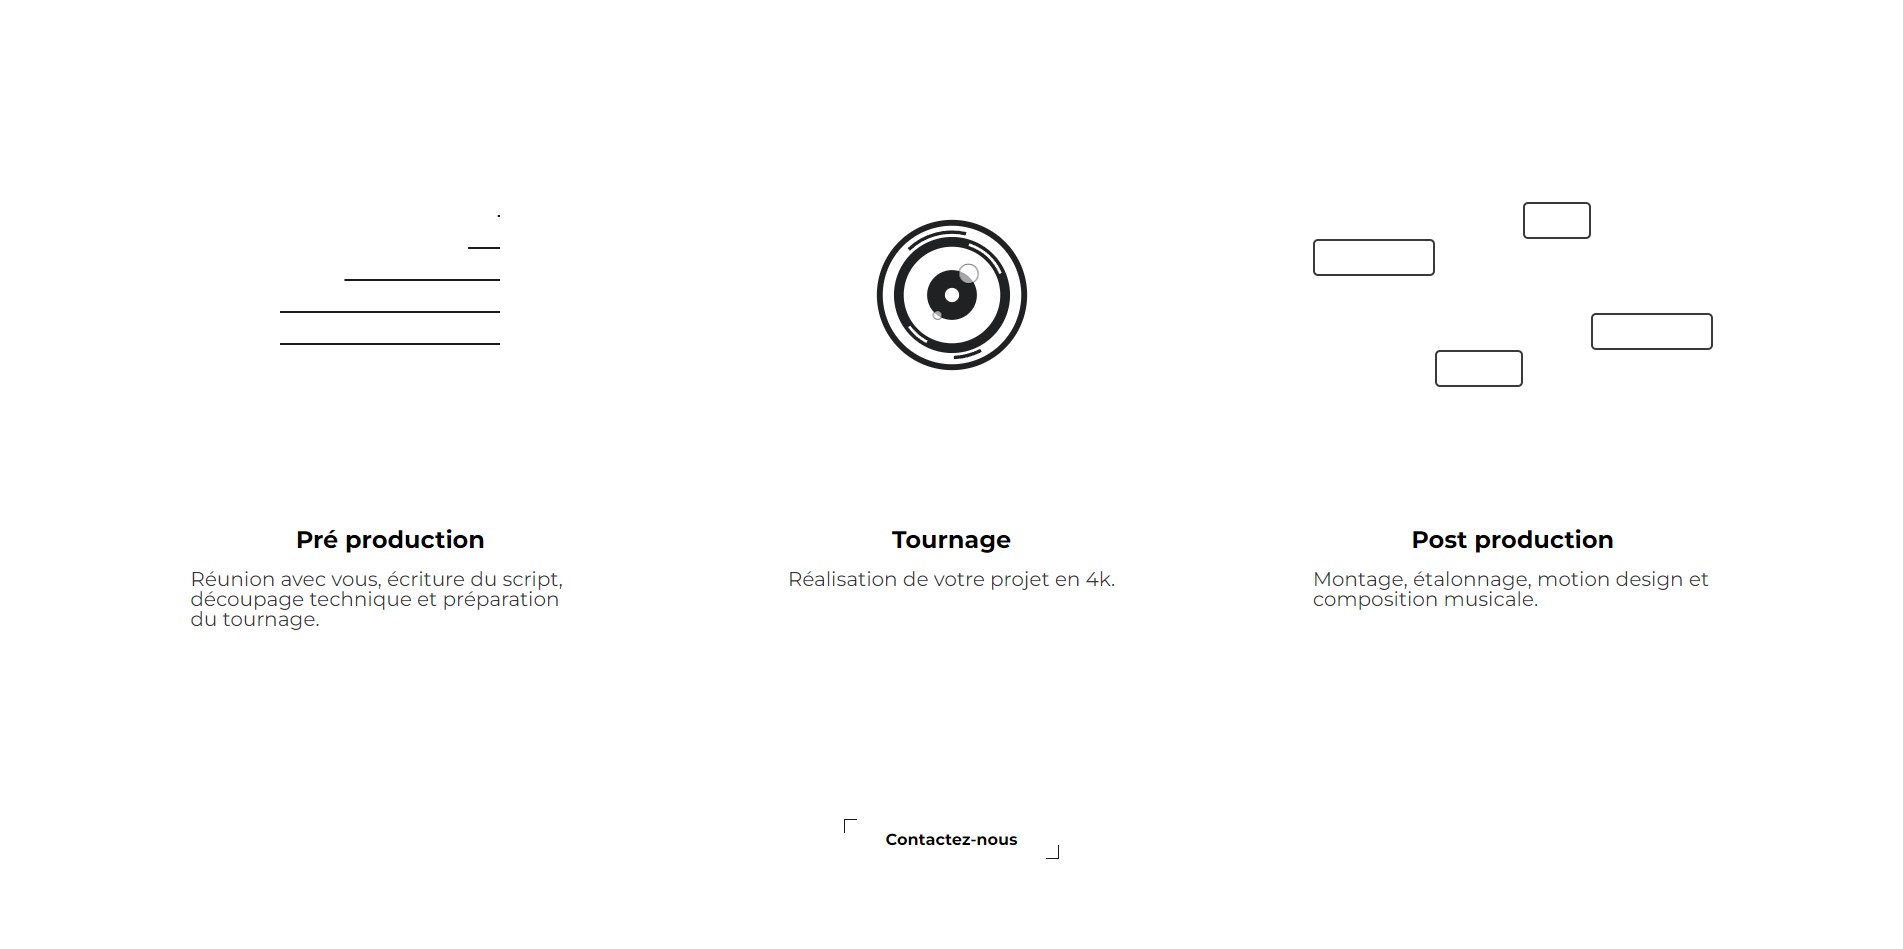 Pré production
Réunion avec vous, écriture du script,
découpage technique et préparation
du tournage.
Tournage
Réalisation de votre projet en 4k.
Post production
Montage, étalonnage, motion design et
composition musicale.
Contactez-nous